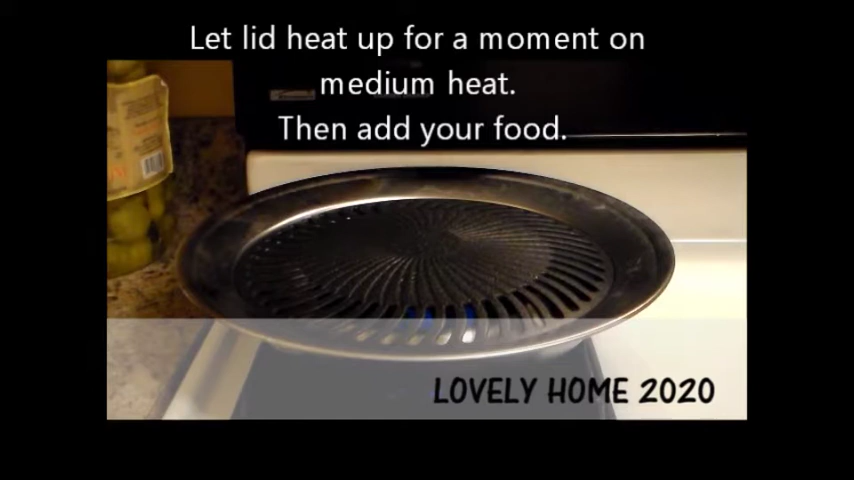 Let lid heat up for a moment on
medium heat.
Then add your food.
LOVELY HOME 2020